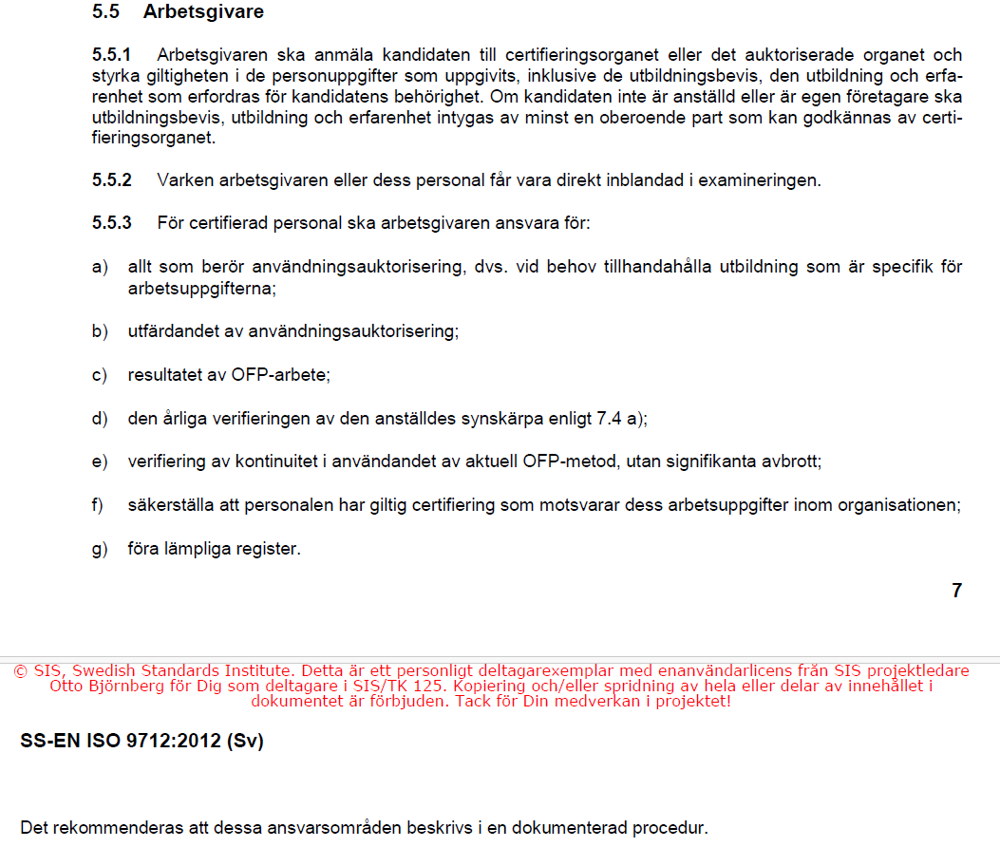 5.5 Arbetsgivare
5.5.1 Arbetsgivaren ska anmäla kandidaten till certifieringsorganet eller det auktoriserade organet och
styrka giltigheten i de personuppgifter som uppgivits, inklusive de utbildningsbevis, den utbildning och erfa-
renhet som erfordras för kandidatens behörighet. Om kandidaten inte är anställd eller är egen företagare ska
utbildningsbevis, utbildning och erfarenhet intygas av minst en oberoende part som kan godkännas av certi-
fieringsorganet.
5.5.2 Varken arbetsgivaren eller dess personal får vara direkt inblandad i examineringen.
5.5.3 För certifierad personal ska arbetsgivaren ansvara för:
a) allt som berör användningsauktorisering, dvs. vid behov tillhandahålla utbildning som är specifik för
arbetsuppgifterna;
b) utfärdandet av användningsauktorisering;
c) resultatet av OFP-arbete;
d) den årliga verifieringen av den anställdes synskärpa enligt 7.4 a);
e) verifiering av kontinuitet i användandet av aktuell OFP-metod, utan signifikanta avbrott;
f) säkerställa att personalen har giltig certifiering som motsvarar dess arbetsuppgifter inom organisationen;
g) föra lämpliga register.
7
© SIS, Swedish Standards Institute. Detta är ett personligt deltagarexemplar med enanvändarlicens från SIS projektledare
Otto Björnberg för Dig som deltagare i SIS/TK 125. Kopiering och/eller spridning av hela eller delar av innehållet i
dokumentet är förbjuden. Tack för Din medverkan i projektet!
SS-EN ISO 9712:2012 (Sv)
Det rekommenderas att dessa ansvarsområden beskrivs i en dokumenterad procedur.